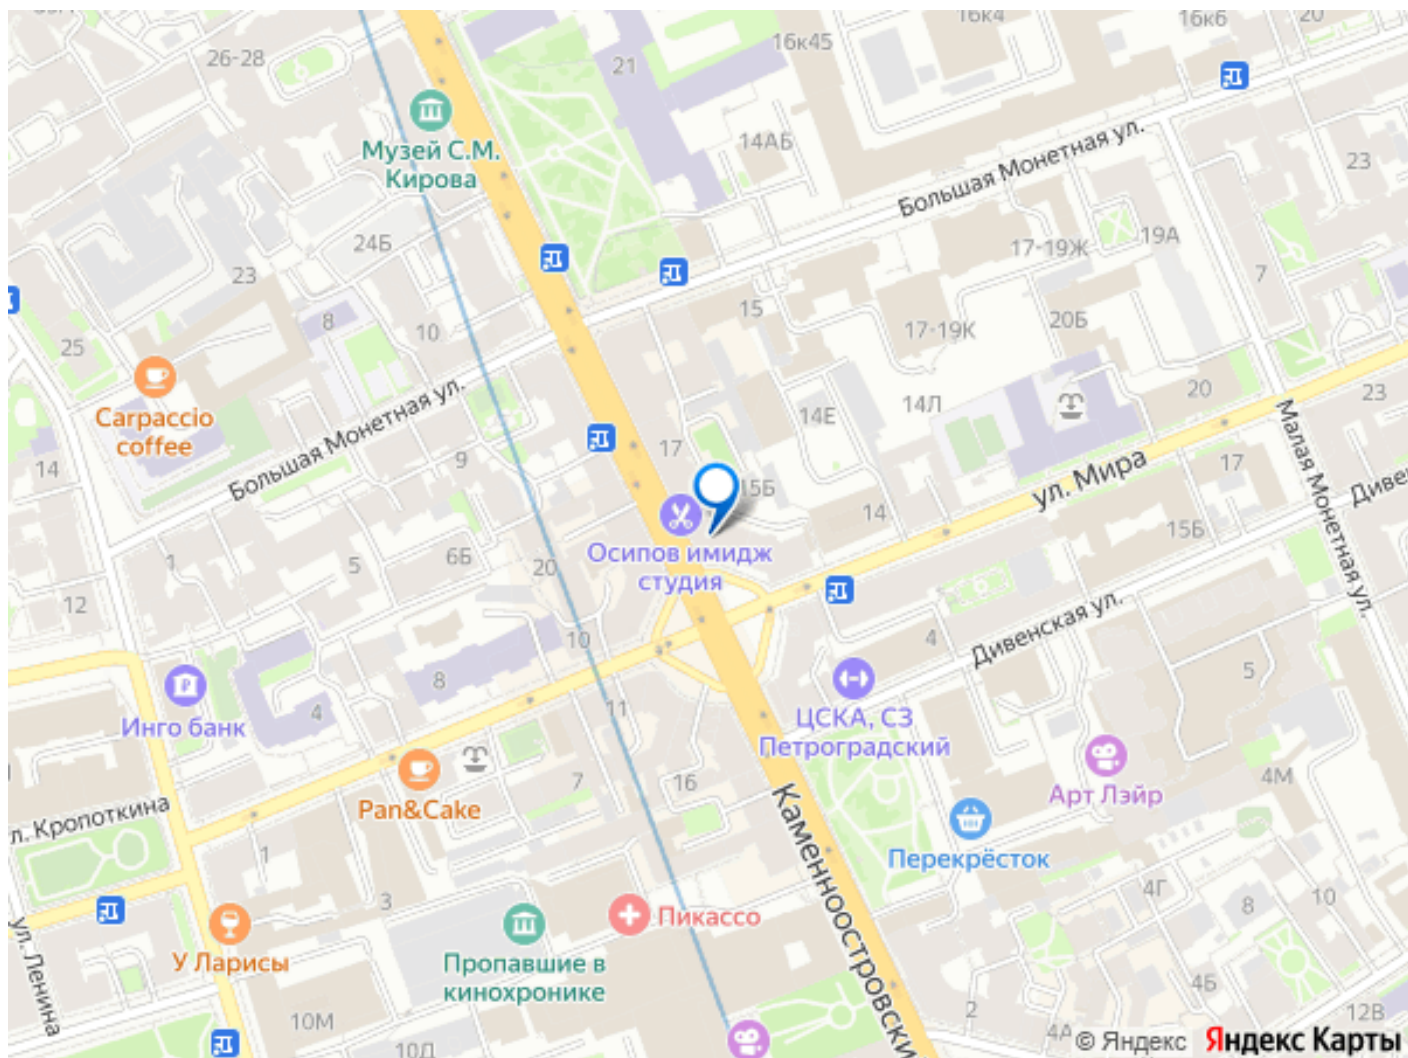 16к4
16к6
20
16к45
26-28
21
Музей С.М.
Кирова
14АБ
Большая Монетная ул.
23
24Б
17-19Ж
19А
23
7
8
10
15
17-19К
20Б
25
Carpaccio
coffee
Большая Монетная ул.
14Е
14Л
20
23
14
9
17
Малая Монетная ул.
ул. Мира
17
15Б
14
Диве
15Б
Осипов имидж
студия
1
5
6Б
20
12
10
Дивенская ул.
4
5
8
4
Инго банк
11
ЦСКА, СЗ
Петроградский
16
7
Pan&Cake
Арт Лэйр
4М
л. Кропоткина
1
Каменноостровски
Перекрёсток
3
4Г
8
10
Пикассо
У Ларисы
ул. Ленина
Пропавшие в
кинохронике
4Б
10М
2
12В
10Д
4А
© Яндекс Яндекс Карты